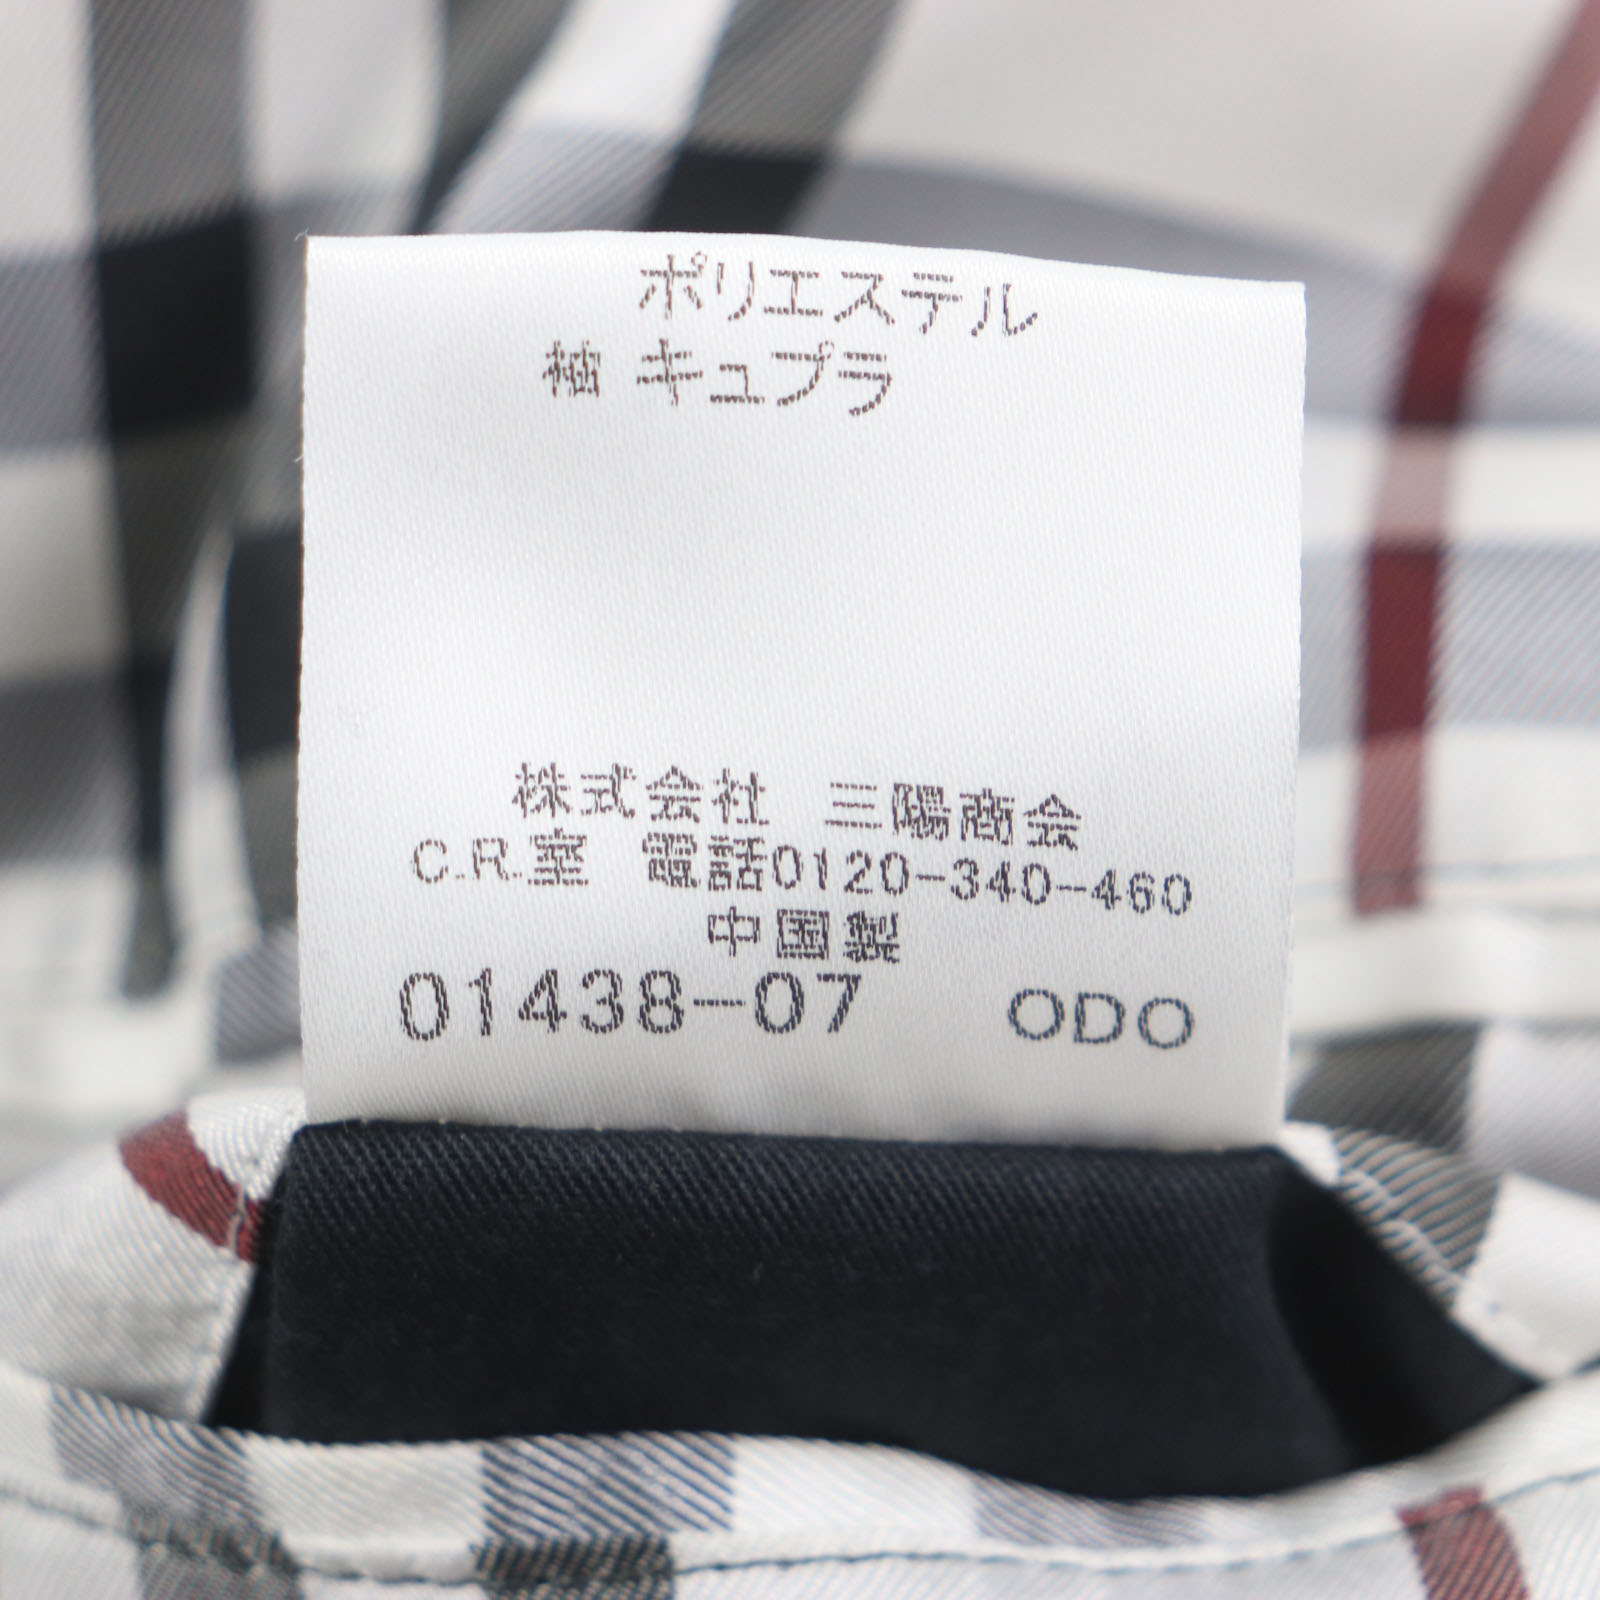 ポリエステル
袖 キュプラ
株式会社 三陽商会
C.R.室 電話0120-340-460
中国製
01438-07 ODO